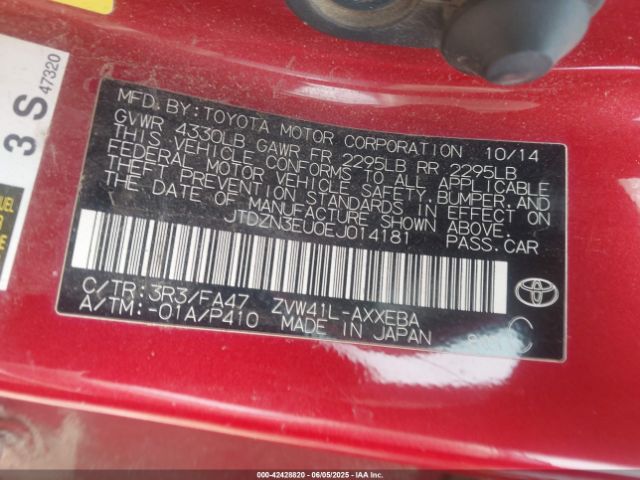 3 S 47320
MFD. BY: TOYOTA MOTOR CORPORATION 10/14
GVWR 4330LB GAWR FR 2295LB RR 2295LB
THIS VEHICLE CONFORMS TO ALL APPLICABLE
FEDERAL MOTOR VEHICLE SAFETY, BUMPER, AND
THEFT PREVENTION STANDARDS IN EFFECT ON
THE DATE OF MANUFACTURE SHOWN ABOVE.
JTDZN3EU0EJ014181 PASS. CAR
C/TR: 3R3/FA47 ZVW41L-AXXEBA
A/TM: -01A/P410 MADE IN JAPAN
000-42428820 - 06/05/2025 - IAA Inc.